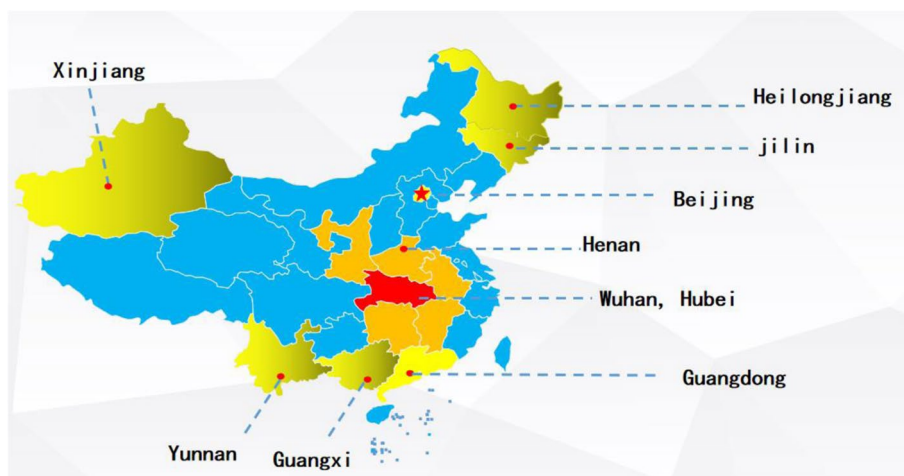 Xinjiang
Heilongjiang
jilin
Beijing
Henan
Wuhan, Hubei
Guangdong
Yunnan
Guangxi